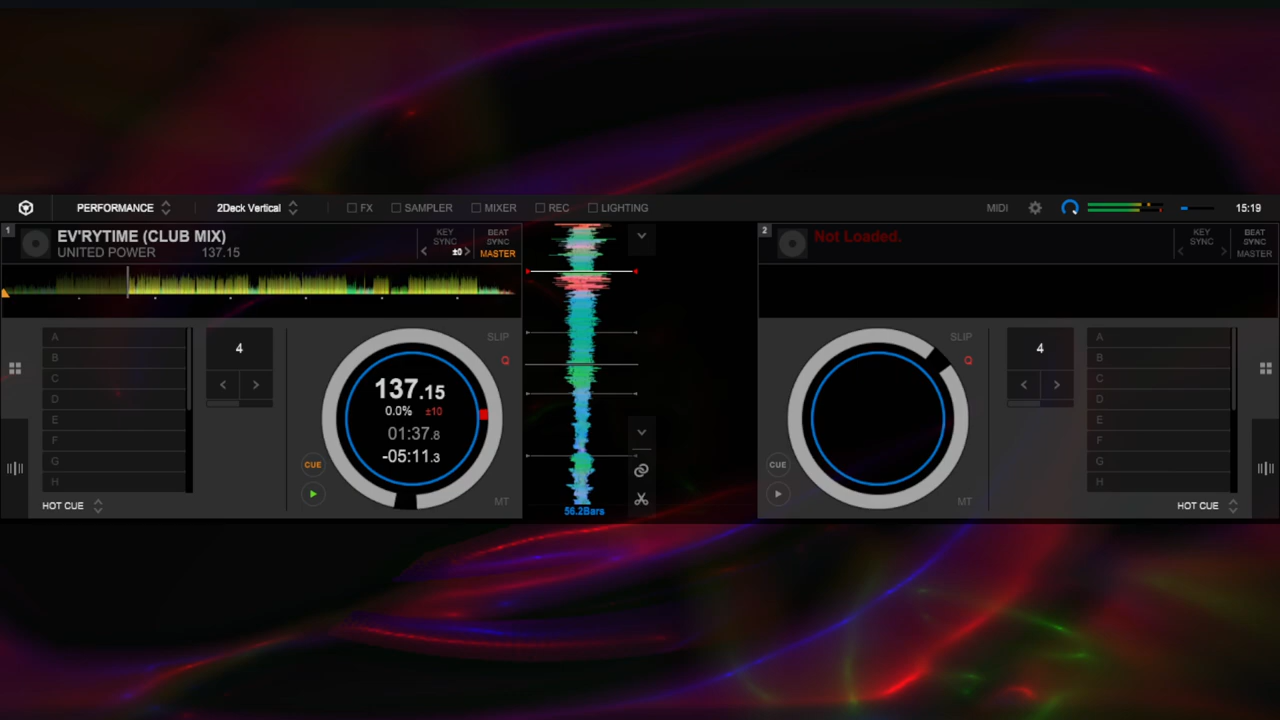 PERFORMANCE 2Deck Vertical FX SAMPLER MIXER REC LIGHTING MIDI 15:19
1 EV'RYTIME (CLUB MIX)
UNITED POWER 137.15
KEY SYNC
±0
BEAT SYNC
MASTER
A
B
C
D
E
F
G
H
HOT CUE
4
SLIP
Q
137.15
0.0% ±10
01:37.8
-05:11.3
CUE
MT
56.2Bars
2 Not Loaded.
KEY SYNC
BEAT SYNC
MASTER
SLIP
Q
CUE
MT
4
A
B
C
D
E
F
G
H
HOT CUE